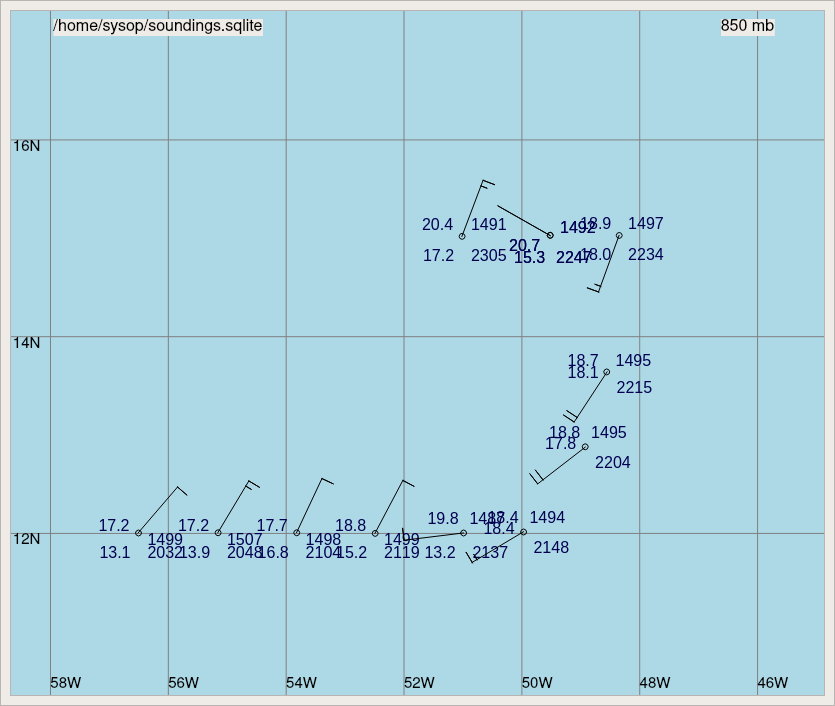 /home/sysop/soundings.sqlite 850 mb
16N
20.4 1491 1492 18.9 1497
20.7
17.2 2305 15.3 2247 18.0 2234
14N
18.7 1495
18.1
2215
18.8 1495
17.8
2204
12N
17.2 17.2 17.7 18.8 19.8 18.4 1494
18.4
1499 1507 1498 1499
13.1 2032 13.9 2048 16.8 2104 15.2 2119 13.2 2137 2148
58W 56W 54W 52W 50W 48W 46W